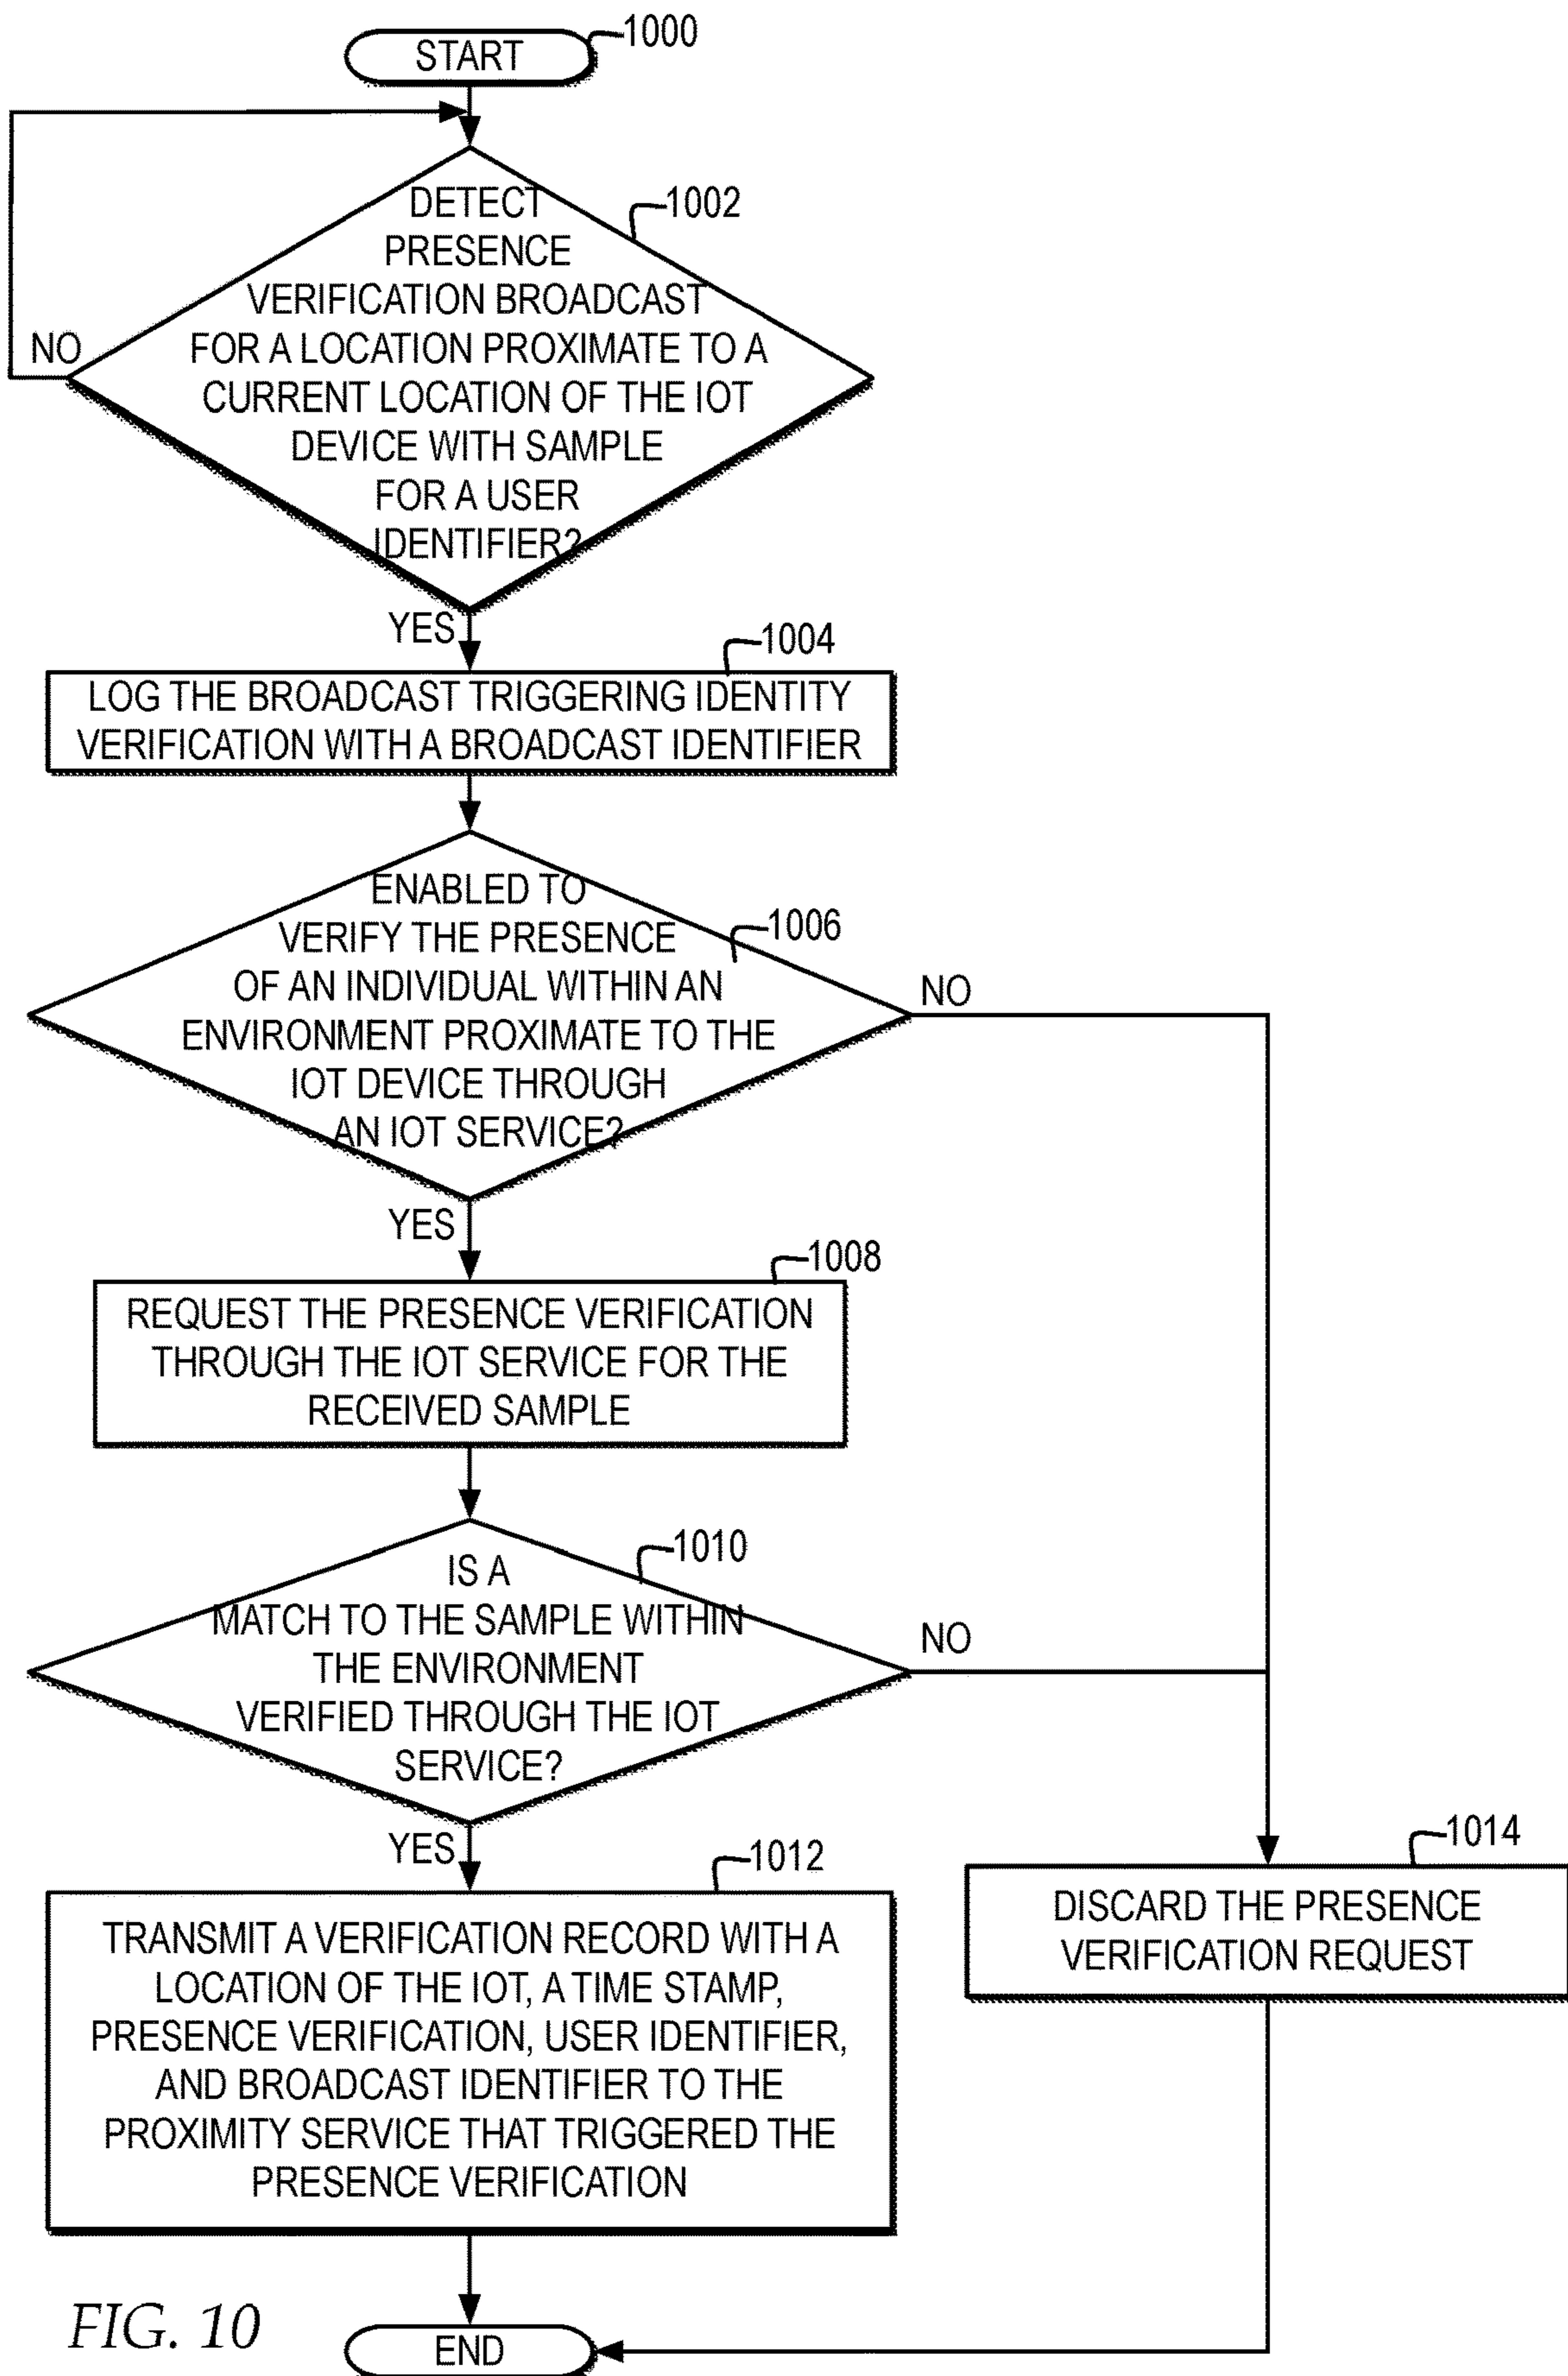 START
1000
DETECT
1002
PRESENCE
VERIFICATION BROADCAST
FOR A LOCATION PROXIMATE TO A
NO
CURRENT LOCATION OF THE IOT
DEVICE WITH SAMPLE
FOR A USER
IDENTIFIER?
YES
1004
LOG THE BROADCAST TRIGGERING IDENTITY
VERIFICATION WITH A BROADCAST IDENTIFIER
ENABLED TO
VERIFY THE PRESENCE
1006
OF AN INDIVIDUAL WITHIN AN
NO
ENVIRONMENT PROXIMATE TO THE
IOT DEVICE THROUGH
AN IOT SERVICE?
YES
1008
REQUEST THE PRESENCE VERIFICATION
THROUGH THE IOT SERVICE FOR THE
RECEIVED SAMPLE
1010
IS A
MATCH TO THE SAMPLE WITHIN
NO
THE ENVIRONMENT
VERIFIED THROUGH THE IOT
SERVICE?
YES
1012
TRANSMIT A VERIFICATION RECORD WITH A
LOCATION OF THE IOT, A TIME STAMP,
PRESENCE VERIFICATION, USER IDENTIFIER,
AND BROADCAST IDENTIFIER TO THE
PROXIMITY SERVICE THAT TRIGGERED THE
PRESENCE VERIFICATION
1014
DISCARD THE PRESENCE
VERIFICATION REQUEST
FIG. 10
END